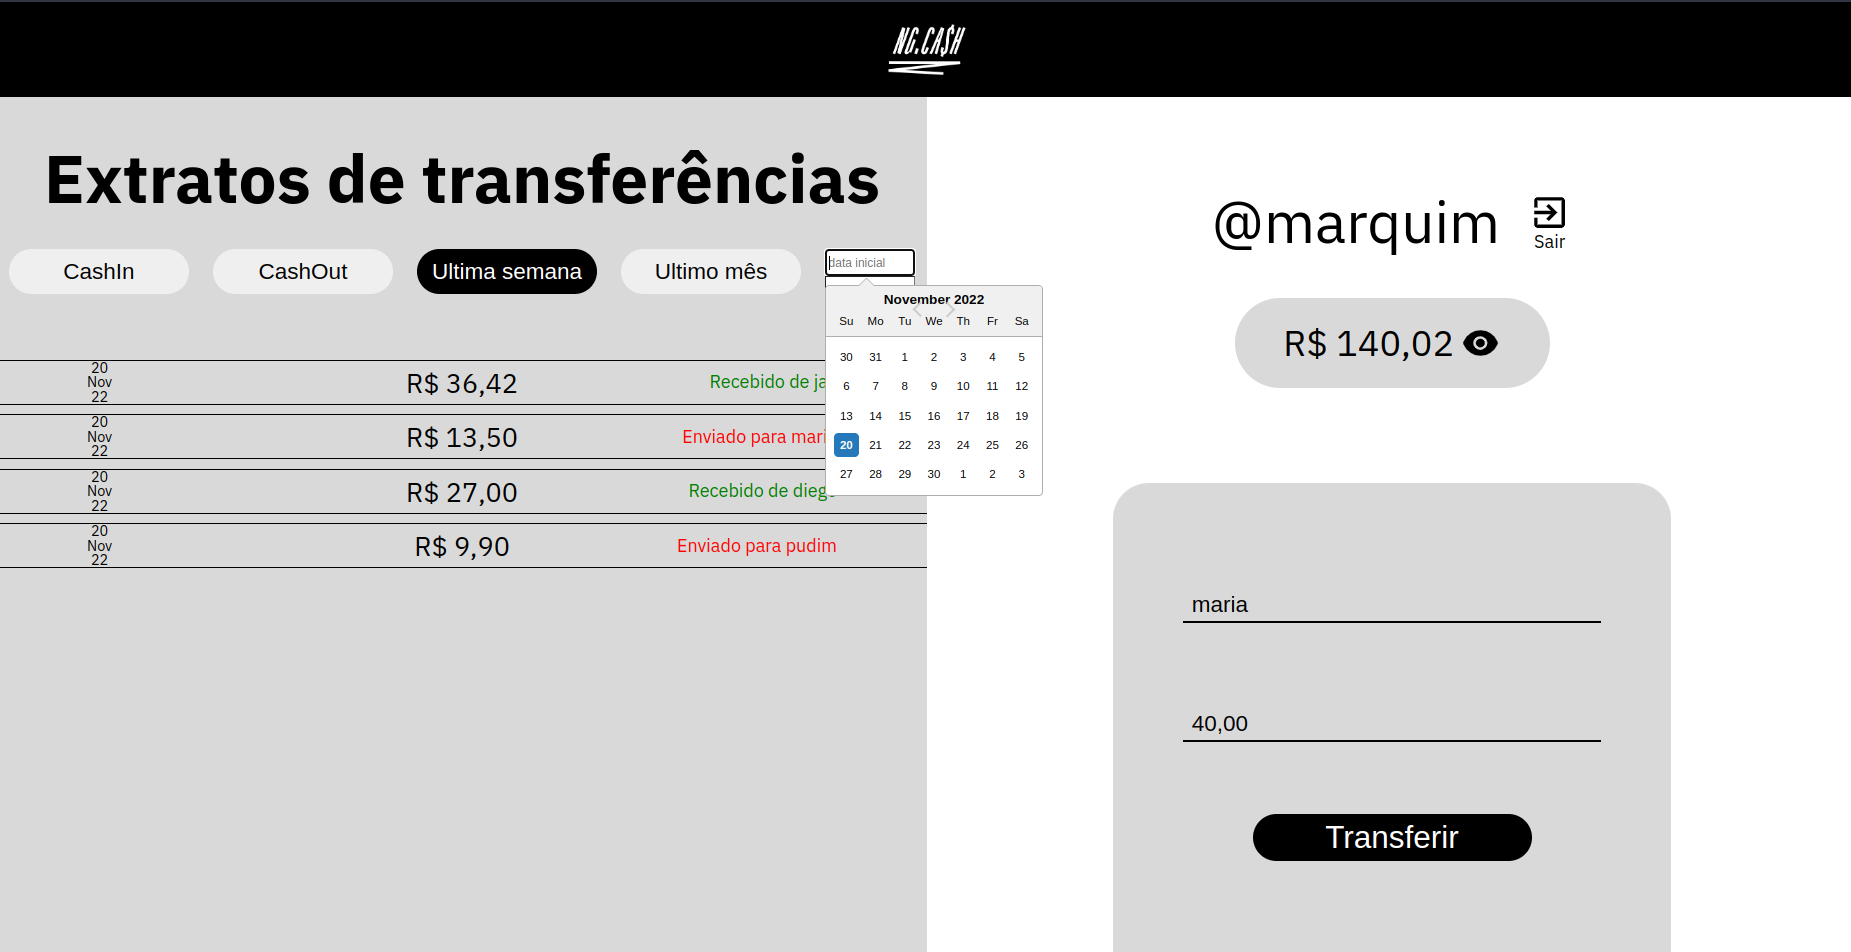 NG.CA$H
Extratos de transferências
CashIn
CashOut
Ultima semana
Ultimo mês
data inicial
November 2022
Su Mo Tu We Th Fr Sa
30 31 1 2 3 4 5
6 7 8 9 10 11 12
13 14 15 16 17 18 19
20 21 22 23 24 25 26
27 28 29 30 1 2 3
20
Nov
22
R$ 36,42
Recebido de ja
20
Nov
22
R$ 13,50
Enviado para mari
20
Nov
22
R$ 27,00
Recebido de dieg
20
Nov
22
R$ 9,90
Enviado para pudim
@marquim
Sair
R$ 140,02
maria
40,00
Transferir